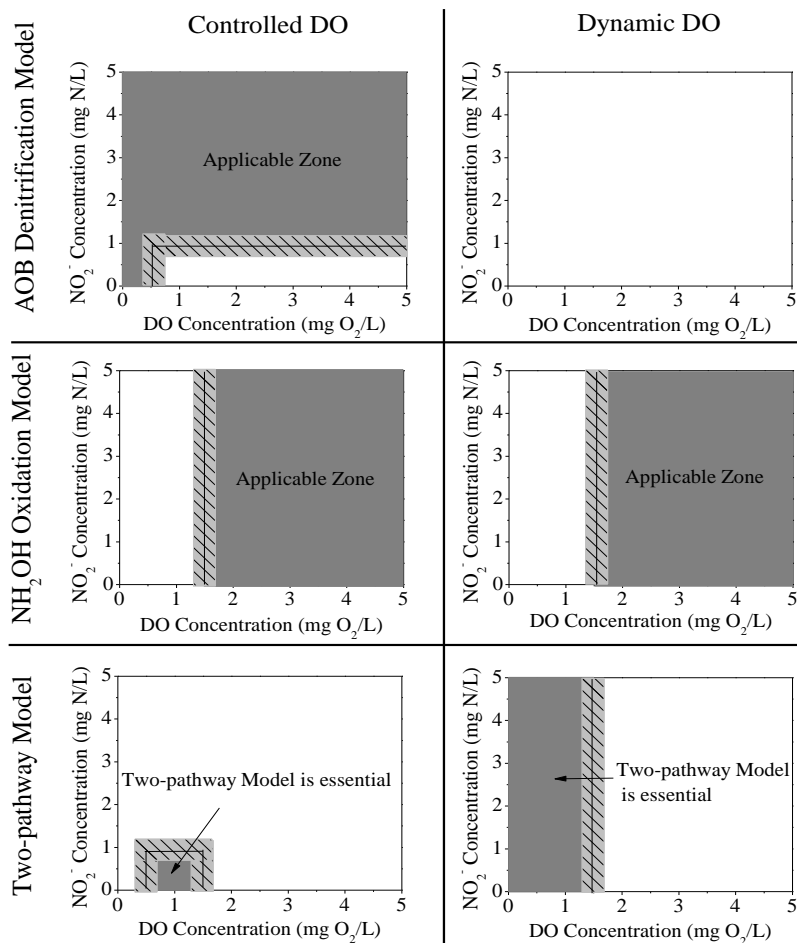 Controlled DO
Dynamic DO
AOB Denitrification Model
NO₂⁻ Concentration (mg N/L)
5
4
3
2
1
0
Applicable Zone
0 1 2 3 4 5
DO Concentration (mg O₂/L)
NO₂⁻ Concentration (mg N/L)
5
4
3
2
1
0
0 1 2 3 4 5
DO Concentration (mg O₂/L)
NH₂OH Oxidation Model
NO₂⁻ Concentration (mg N/L)
5
4
3
2
1
0
Applicable Zone
0 1 2 3 4 5
DO Concentration (mg O₂/L)
NO₂⁻ Concentration (mg N/L)
5
4
3
2
1
0
Applicable Zone
0 1 2 3 4 5
DO Concentration (mg O₂/L)
Two-pathway Model
NO₂⁻ Concentration (mg N/L)
5
4
3
2
1
0
Two-pathway Model is essential
0 1 2 3 4 5
DO Concentration (mg O₂/L)
NO₂⁻ Concentration (mg N/L)
5
4
3
2
1
0
Two-pathway Model
is essential
0 1 2 3 4 5
DO Concentration (mg O₂/L)